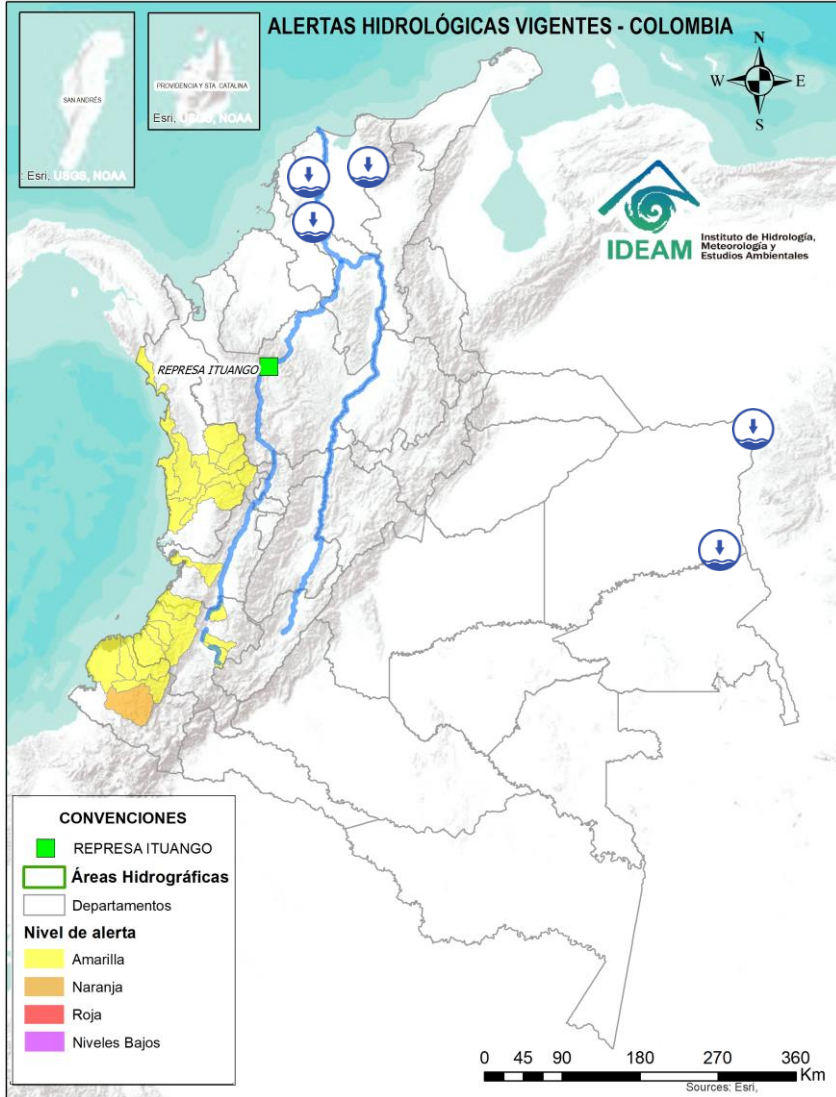 ALERTAS HIDROLÓGICAS VIGENTES - COLOMBIA
SAN ANDRÉS
: Esri, USGS, NOAA
PROVIDENCIA Y STA. CATALINA
Esri, USGS, NOAA
N
W
E
S
IDEAM
Instituto de Hidrología,
Meteorología y
Estudios Ambientales
REPRESA ITUANGO
CONVENCIONES
REPRESA ITUANGO
Áreas Hidrográficas
Departamentos
Nivel de alerta
Amarilla
Naranja
Roja
Niveles Bajos
0 45 90 180 270 360
Km
Sources: Esri,